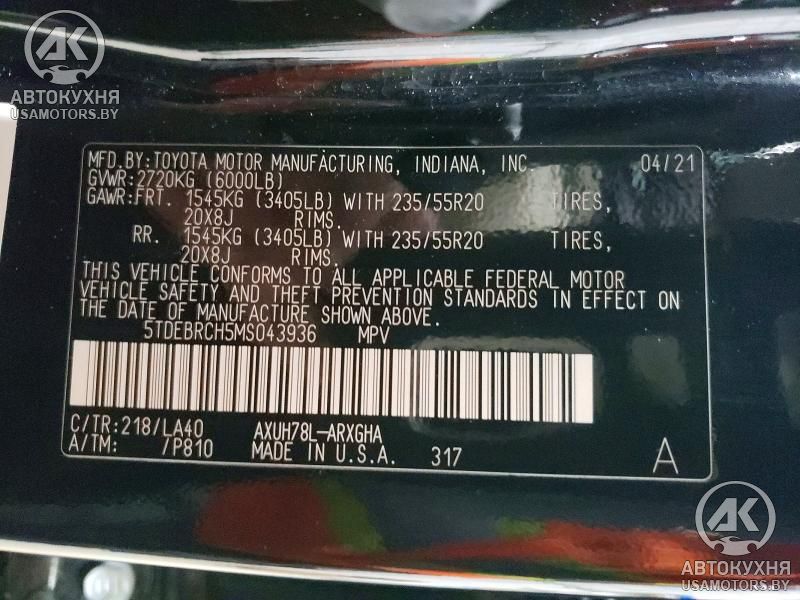 AK
АВТОКУХНЯ
USAMOTORS.BY
MFD.BY:TOYOTA MOTOR MANUFACTURING, INDIANA, INC. 04/21
GVWR:2720KG (6000LB)
GAWR:FRT. 1545KG (3405LB) WITH 235/55R20 TIRES,
20X8J RIMS.
RR. 1545KG (3405LB) WITH 235/55R20 TIRES,
20X8J RIMS.
THIS VEHICLE CONFORMS TO ALL APPLICABLE FEDERAL MOTOR
VEHICLE SAFETY AND THEFT PREVENTION STANDARDS IN EFFECT ON
THE DATE OF MANUFACTURE SHOWN ABOVE.
5TDEBRCH5MS043936 MPV
C/TR:218/LA40 AXUH78L-ARXGHA
A/TM: /P810 MADE IN U.S.A. 317 A
AK
АВТОКУХНЯ
USAMOTORS.BY